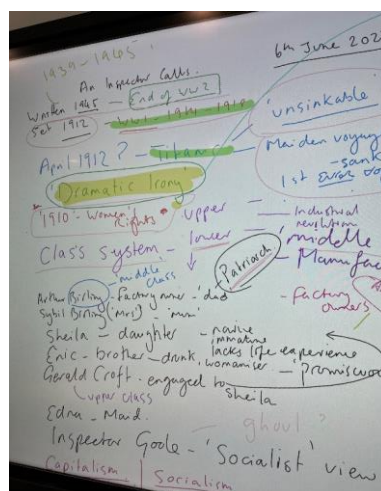 1939-1945
6th June 202
An Inspector Calls.
Written 1945 - End of WW2
Set 1912 - WW1 - 1914 - 1918
'unsinkable'
April 1912? - Titanic
Maiden voyag
- sank
1st
'Dramatic Irony'
'1910' - Women's Rights
upper
- Industrial revolution
Class System - lower
middle
Patriarch
Manufac
'middle class'
Arthur Birling - factory owner - 'dad'
- factory owners
Sybil Birling (Mrs) - 'mum'
Sheila - daughter - naive
immature
lacks life experience
Eric - brother - drunk, womaniser - 'promiscuo
Gerald Croft - engaged to Sheila
upper class
Edna - Maid.
- ghoul?
Inspector Goole - 'Socialist' view
Capitalism | Socialism